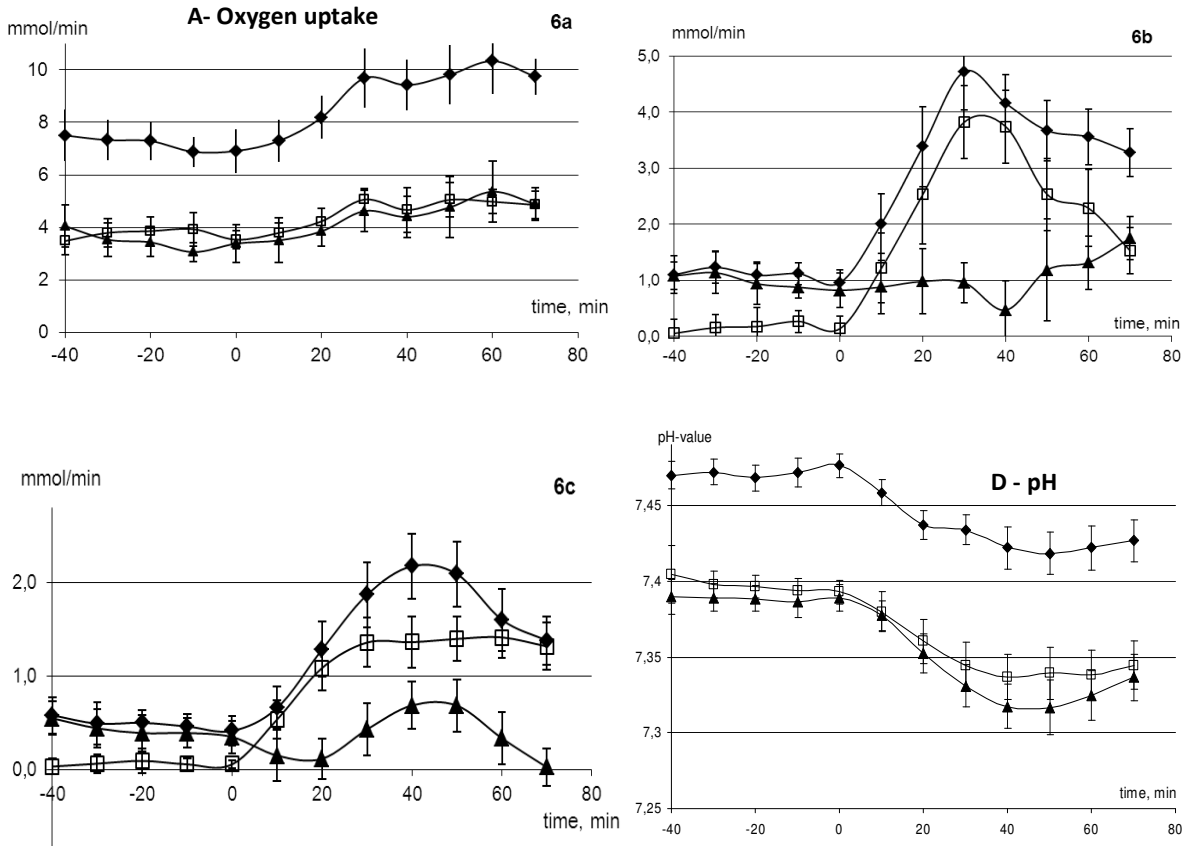 A- Oxygen uptake
6a
mmol/min
10
8
6
4
2
0
time, min
-40 -20 0 20 40 60 80
mmol/min
6b
5,0
4,0
3,0
2,0
1,0
0,0
time, min
-40 -20 0 20 40 60 80
mmol/min
6c
2,0
1,0
0,0
-40 -20 0 20 40 60 80
time, min
pH-value
D - pH
7,45
7,4
7,35
7,3
7,25
time, min
-40 -20 0 20 40 60 80